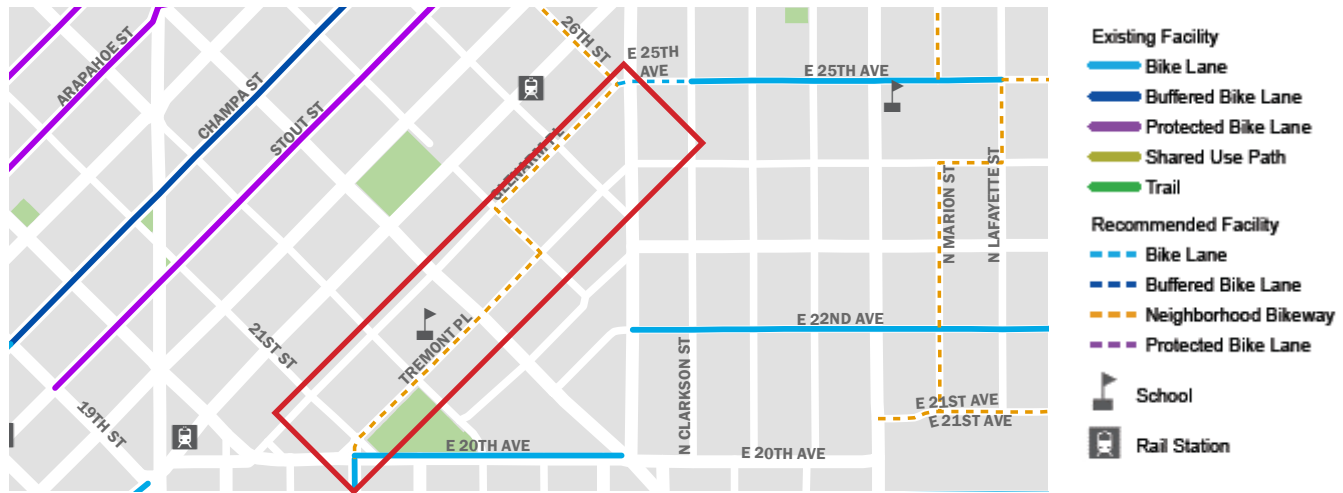 26TH ST
E 25TH
AVE
E 25TH AVE
ARAPAHOE ST
CHAMPA ST
STOUT ST
GLENARM PL
N MARION ST
N LAFAYETTE ST
21ST ST
TREMONT PL
E 22ND AVE
N CLARKSON ST
19TH ST
E 21ST AVE
E 21ST AVE
E 20TH AVE
E 20TH AVE
Existing Facility
Bike Lane
Buffered Bike Lane
Protected Bike Lane
Shared Use Path
Trail
Recommended Facility
Bike Lane
Buffered Bike Lane
Neighborhood Bikeway
Protected Bike Lane
School
Rail Station